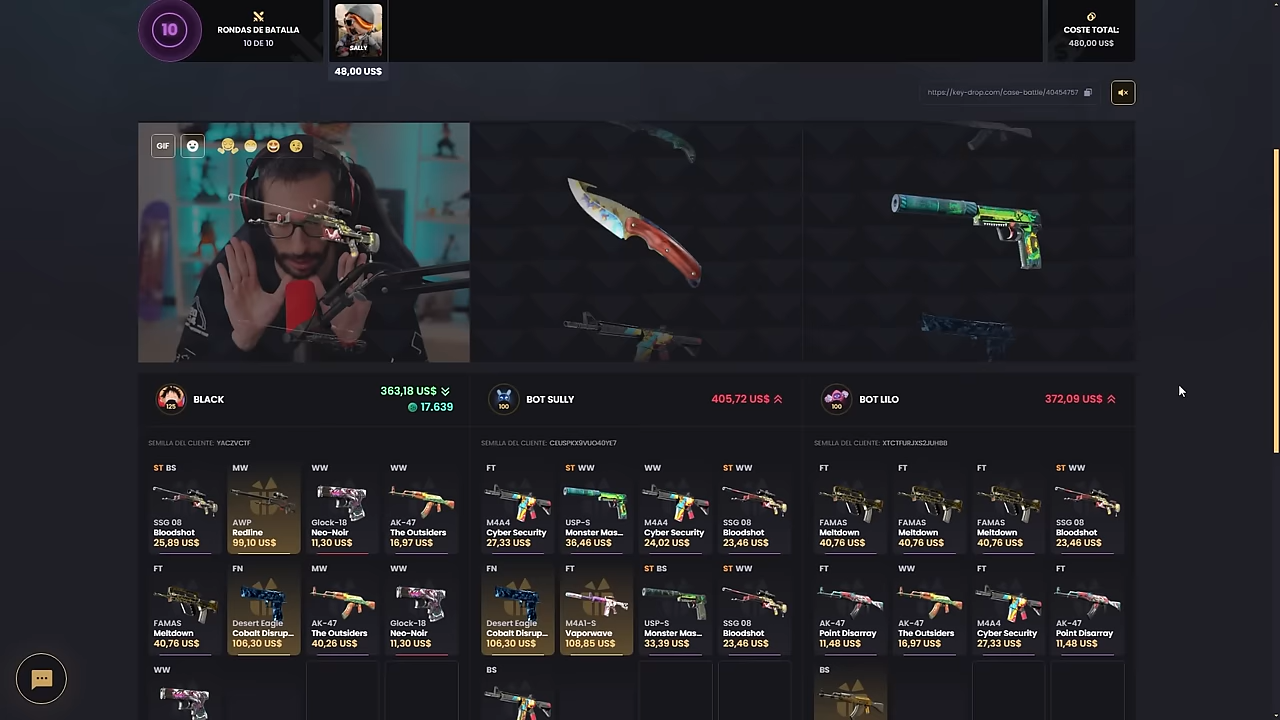 10
RONDAS DE BATALLA
10 DE 10
SALLY
48,00 US$
COSTE TOTAL:
480,00 US$
https://key-drop.com/case-battle/40454757
GIF
125
BLACK
363,18 US$
17.639
100
BOT SULLY
405,72 US$
100
BOT LILO
372,09 US$
SEMILLA DEL CLIENTE: YACZVCTF
SEMILLA DEL CLIENTE: CEUSPKX9VUO40YE7
SEMILLA DEL CLIENTE: XTCTFURJXS2JUH8B
ST BS
MW
WW
WW
FT
ST WW
WW
ST WW
FT
FT
FT
ST WW
SSG 08
Bloodshot
25,89 US$
AWP
Redline
99,10 US$
Glock-18
Neo-Noir
11,30 US$
AK-47
The Outsiders
16,97 US$
M4A4
Cyber Security
27,33 US$
USP-S
Monster Mas...
36,46 US$
M4A4
Cyber Security
24,02 US$
SSG 08
Bloodshot
23,46 US$
FAMAS
Meltdown
40,76 US$
FAMAS
Meltdown
40,76 US$
FAMAS
Meltdown
40,76 US$
SSG 08
Bloodshot
23,46 US$
FT
FN
MW
WW
FN
FT
ST BS
ST WW
FT
WW
FT
FT
FAMAS
Meltdown
40,76 US$
Desert Eagle
Cobalt Disrup...
106,30 US$
AK-47
The Outsiders
40,26 US$
Glock-18
Neo-Noir
11,30 US$
Desert Eagle
Cobalt Disrup...
106,30 US$
M4A1-S
Vaporwave
108,85 US$
USP-S
Monster Mas...
33,39 US$
SSG 08
Bloodshot
23,46 US$
AK-47
Point Disarray
11,48 US$
AK-47
The Outsiders
16,97 US$
M4A4
Cyber Security
27,33 US$
AK-47
Point Disarray
11,48 US$
WW
BS
BS